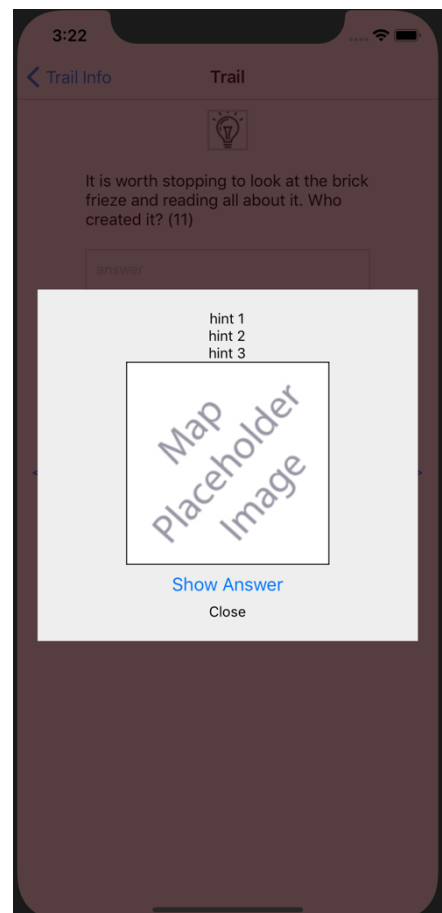 3:22
Trail Info
Trail
It is worth stopping to look at the brick
frieze and reading all about it. Who
created it? (11)
answer
hint 1
hint 2
hint 3
Map
Placeholder
Image
Show Answer
Close